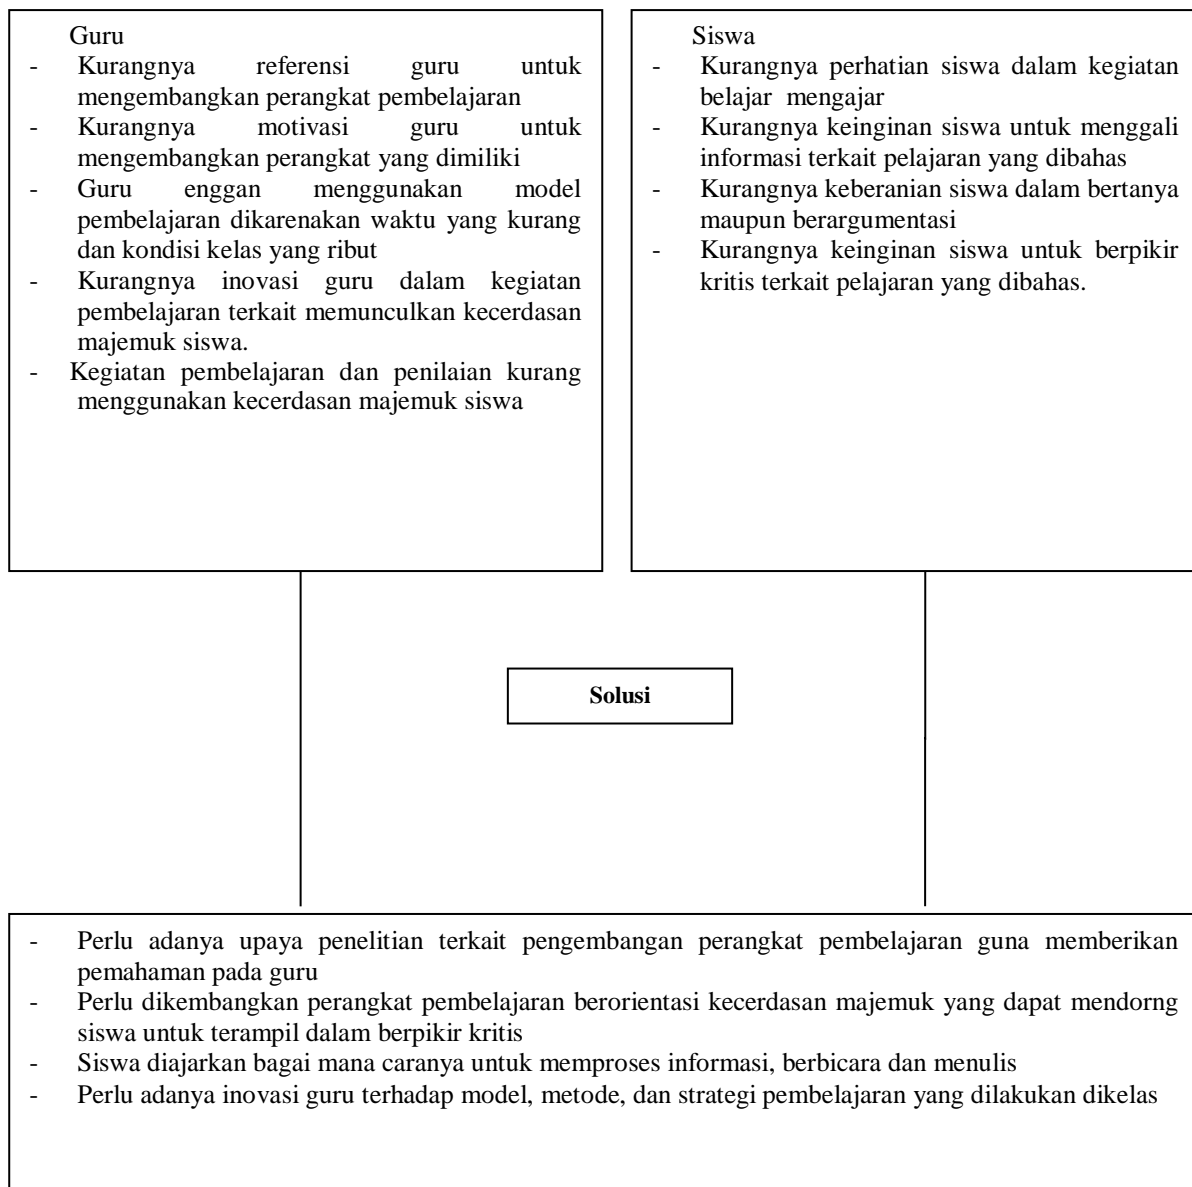 Guru
- Kurangnya referensi guru untuk
mengembangkan perangkat pembelajaran
- Kurangnya motivasi guru untuk
mengembangkan perangkat yang dimiliki
- Guru enggan menggunakan model
pembelajaran dikarenakan waktu yang kurang
dan kondisi kelas yang ribut
- Kurangnya inovasi guru dalam kegiatan
pembelajaran terkait memunculkan kecerdasan
majemuk siswa.
- Kegiatan pembelajaran dan penilaian kurang
menggunakan kecerdasan majemuk siswa
Siswa
- Kurangnya perhatian siswa dalam kegiatan
belajar mengajar
- Kurangnya keinginan siswa untuk menggali
informasi terkait pelajaran yang dibahas
- Kurangnya keberanian siswa dalam bertanya
maupun berargumentasi
- Kurangnya keinginan siswa untuk berpikir
kritis terkait pelajaran yang dibahas.
Solusi
- Perlu adanya upaya penelitian terkait pengembangan perangkat pembelajaran guna memberikan
pemahaman pada guru
- Perlu dikembangkan perangkat pembelajaran berorientasi kecerdasan majemuk yang dapat mendorng
siswa untuk terampil dalam berpikir kritis
- Siswa diajarkan bagai mana caranya untuk memproses informasi, berbicara dan menulis
- Perlu adanya inovasi guru terhadap model, metode, dan strategi pembelajaran yang dilakukan dikelas